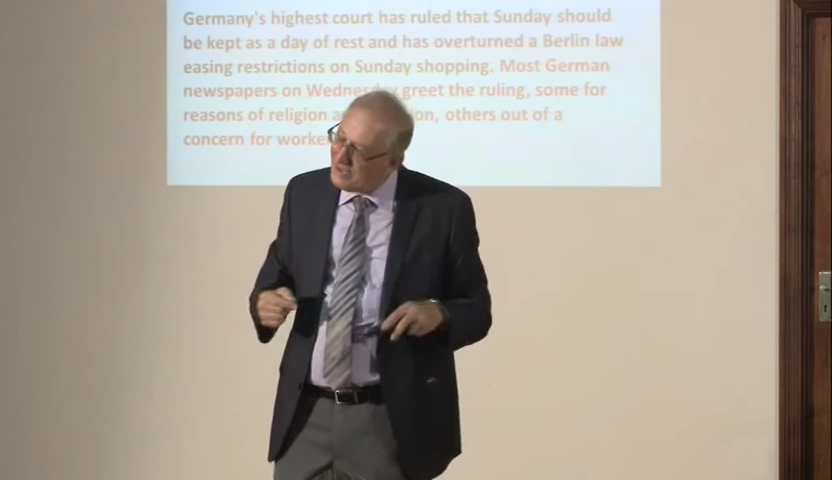 Germany's highest court has ruled that Sunday should
be kept as a day of rest and has overturned a Berlin law
easing restrictions on Sunday shopping. Most German
newspapers on Wednesday greet the ruling, some for
reasons of religion others out of a
concern for